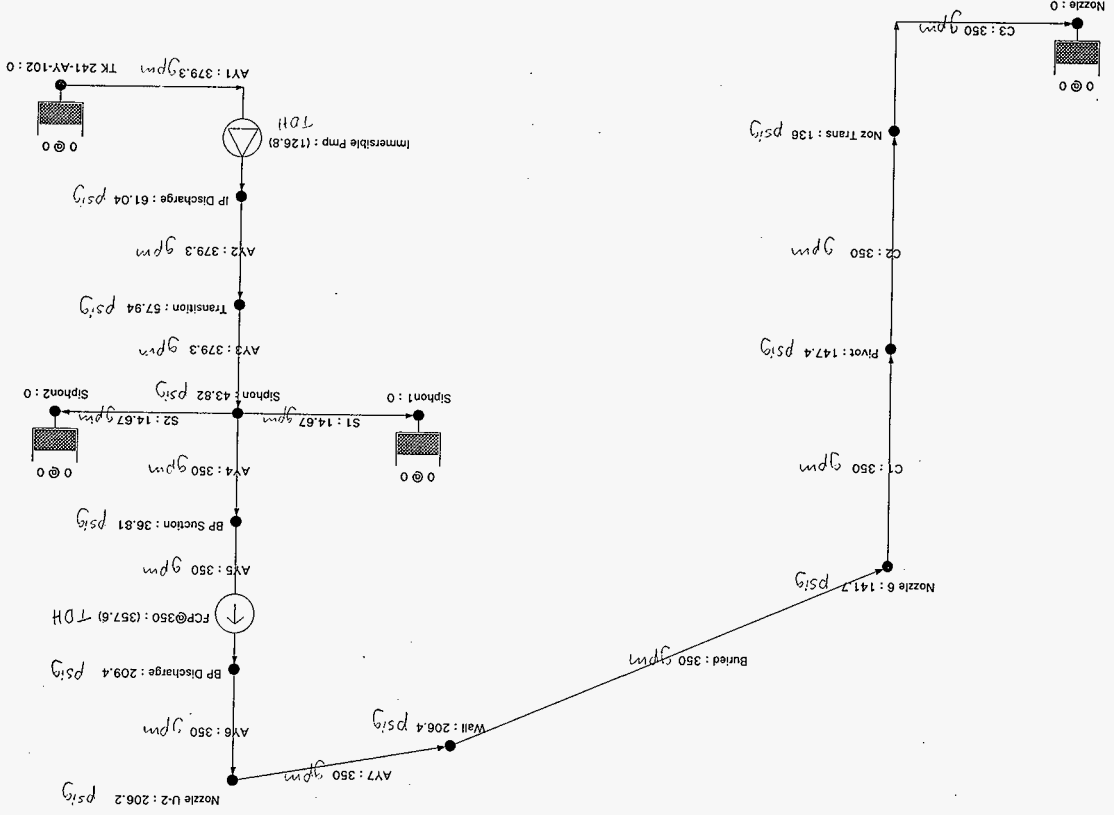 Nozzle U-2 : 206.2 psig
AY7 : 350 gpm
Wall : 206.4 psig
AY6 : 350 gpm
BP Discharge : 209.4 psig
Buried : 350 gpm
FCP@350 : (357.6) TDH
Nozzle 6 : 141.7 psig
AY5 : 350 gpm
BP Suction : 36.81 psig
C1 : 350 gpm
0 @ 0
0 @ 0
AY4 : 350 gpm
S1 : 14.67 gpm
S2 : 14.67 gpm
Siphon1 : 0
Siphon : 43.82 psig
Siphon2 : 0
Pivot : 147.4 psig
AY3 : 379.3 gpm
Transition : 57.94 psig
C2 : 350 gpm
AY2 : 379.3 gpm
IP Discharge : 61.04 psig
0 @ 0
Immersible Pmp : (126.8)
TDH
Noz Trans : 136 psig
0 @ 0
AY1 : 379.3 gpm
TK 241-AY-102 : 0
C3 : 350 gpm
Nozzle : 0